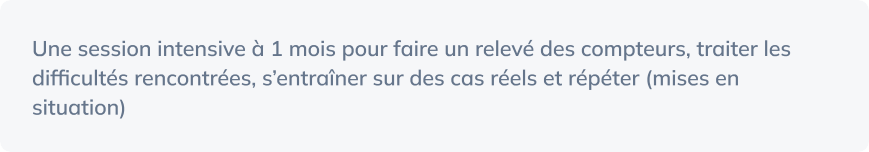 Une session intensive à 1 mois pour faire un relevé des compteurs, traiter les
difficultés rencontrées, s’entraîner sur des cas réels et répéter (mises en
situation)